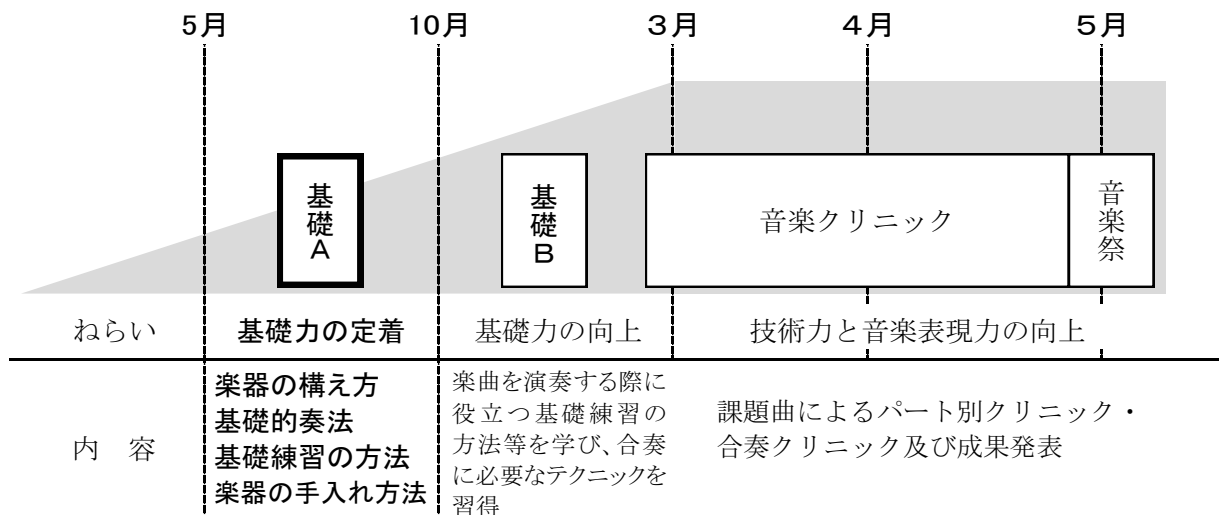 5月
10月
3月
4月
5月
基礎A
基礎B
音楽クリニック
音楽祭
ねらい
基礎力の定着
基礎力の向上
技術力と音楽表現力の向上
内 容
楽器の構え方
基礎的奏法
基礎練習の方法
楽器の手入れ方法
楽曲を演奏する際に
役立つ基礎練習の
方法等を学び、合奏
に必要なテクニックを
習得
課題曲によるパート別クリニック・
合奏クリニック及び成果発表